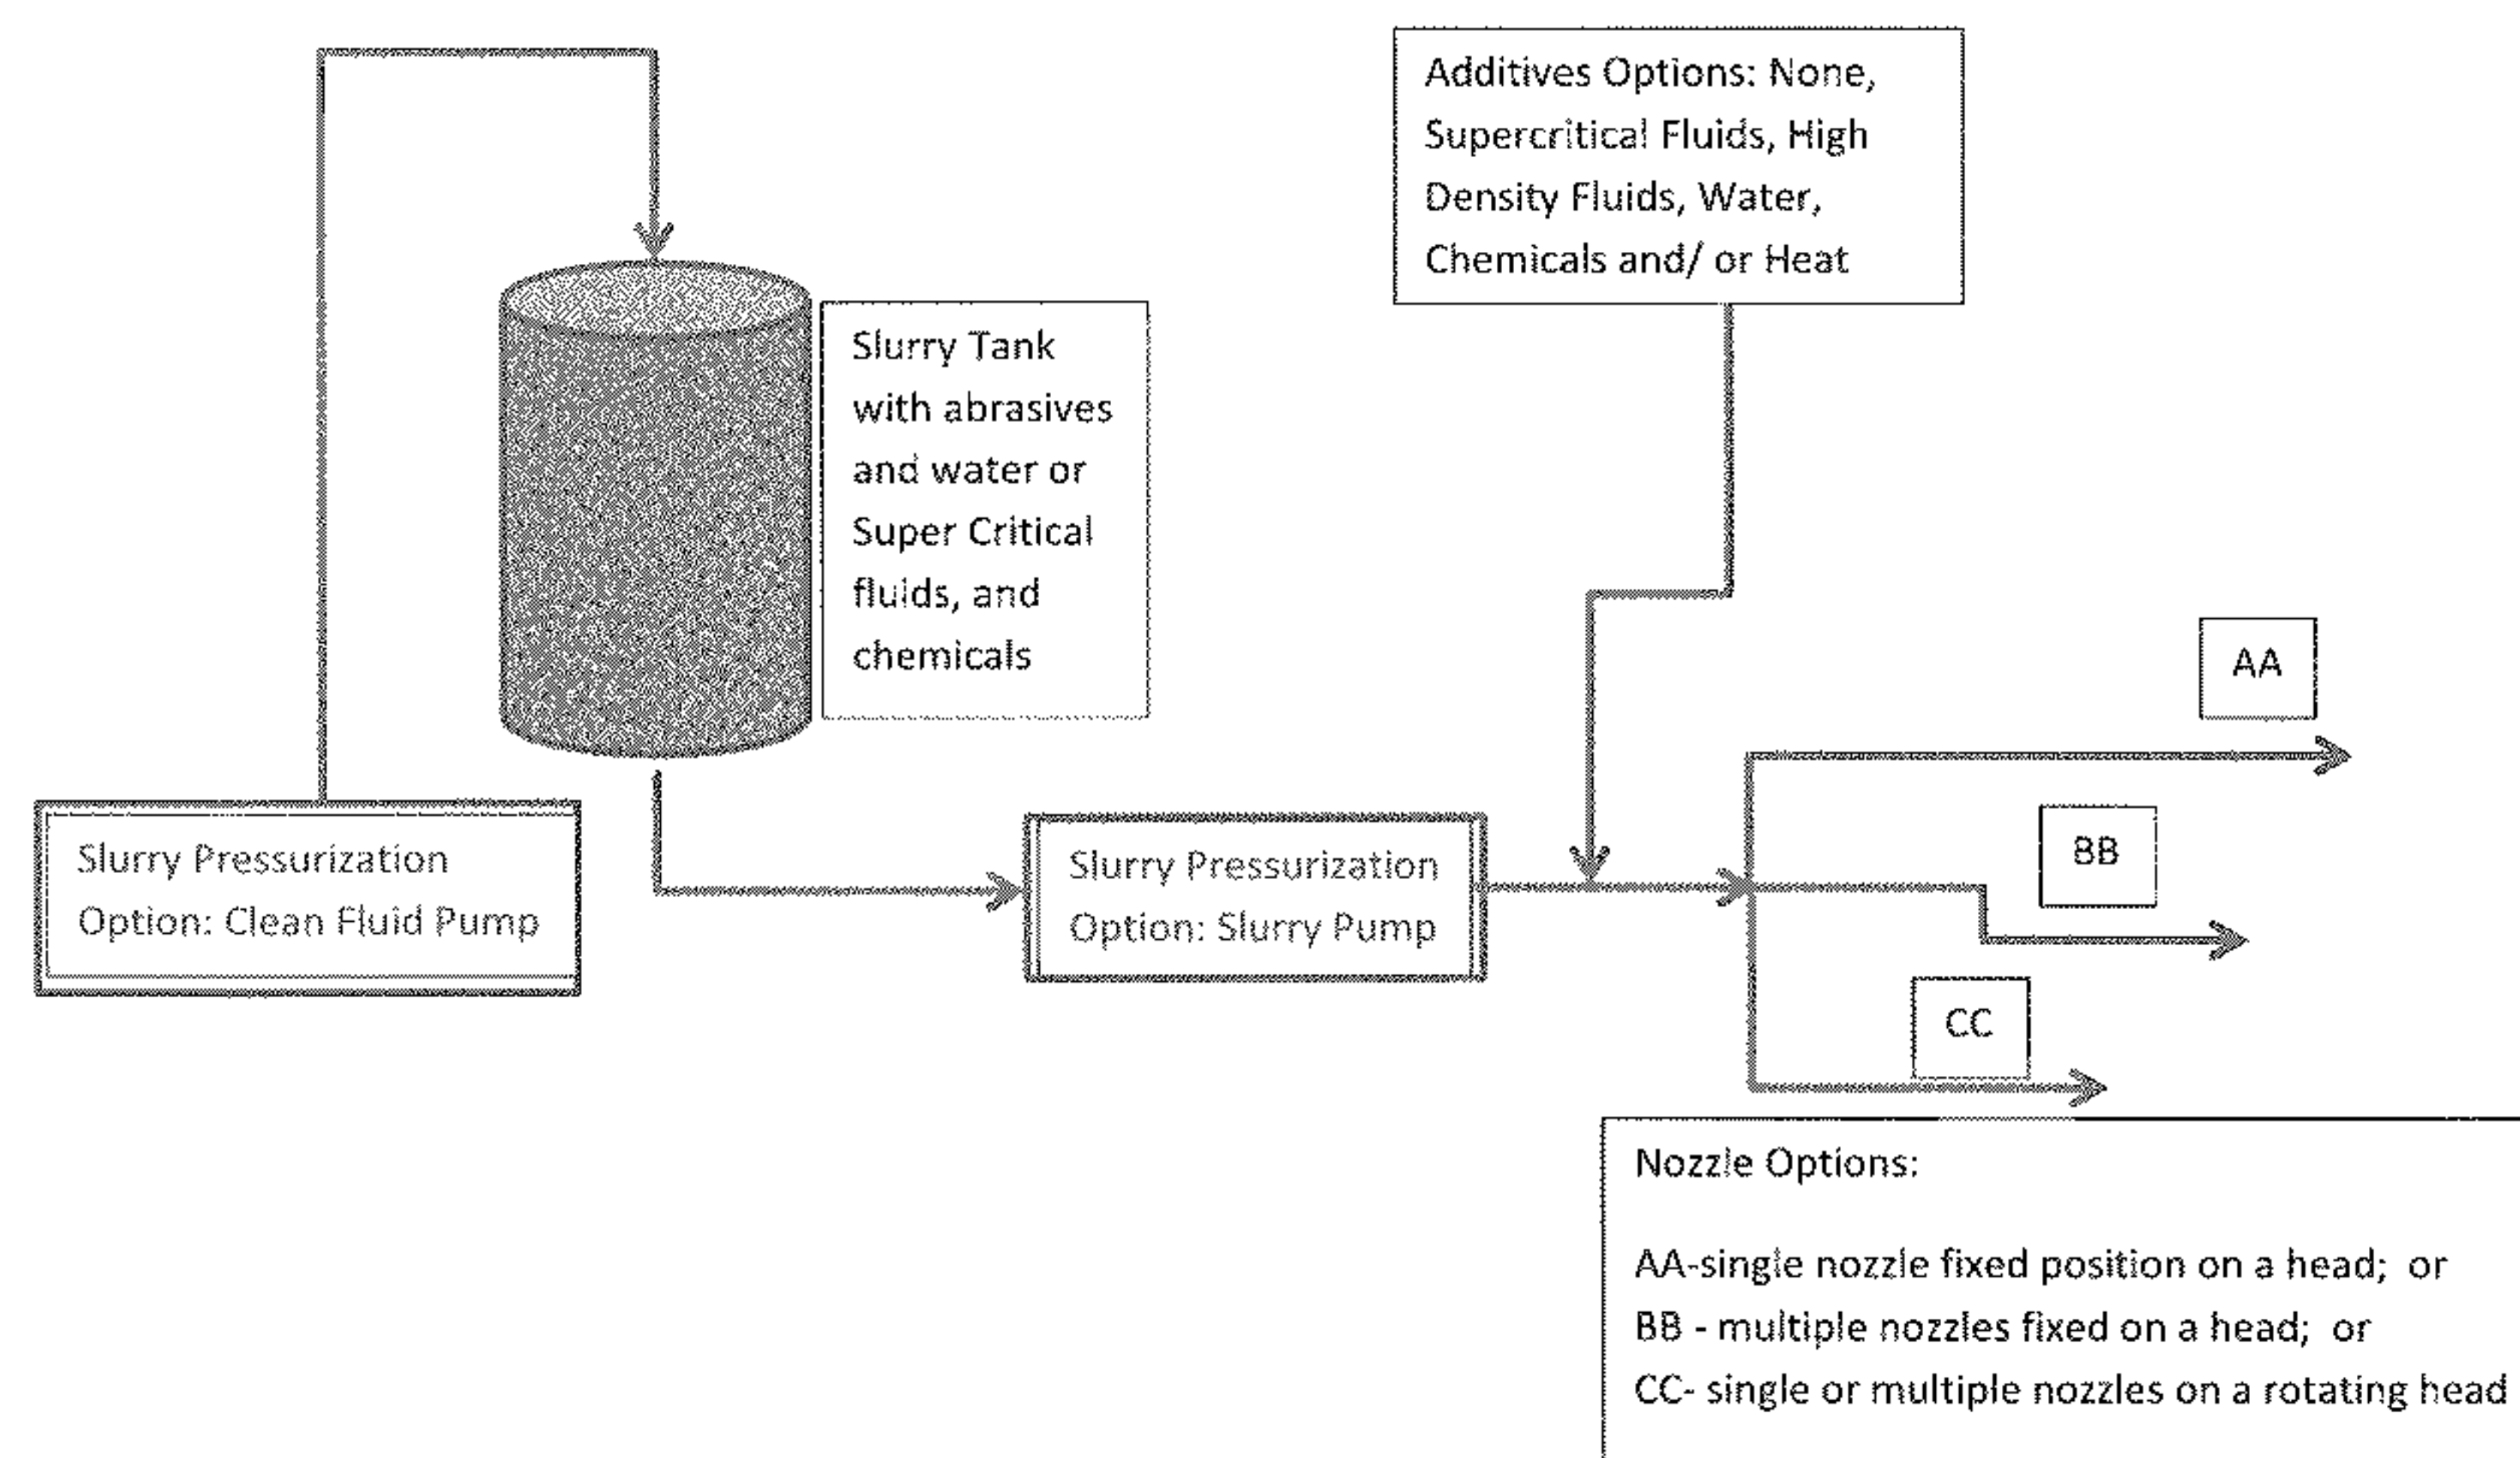 Additives Options: None,
Supercritical Fluids, High
Density Fluids, Water,
Chemicals and/ or Heat
Slurry Tank
with abrasives
and water or
Super Critical
fluids, and
chemicals
Slurry Pressurization
Option: Clean Fluid Pump
Slurry Pressurization
Option: Slurry Pump
AA
BB
CC
Nozzle Options:
AA-single nozzle fixed position on a head;  or
BB - multiple nozzles fixed on a head;  or
CC- single or multiple nozzles on a rotating head